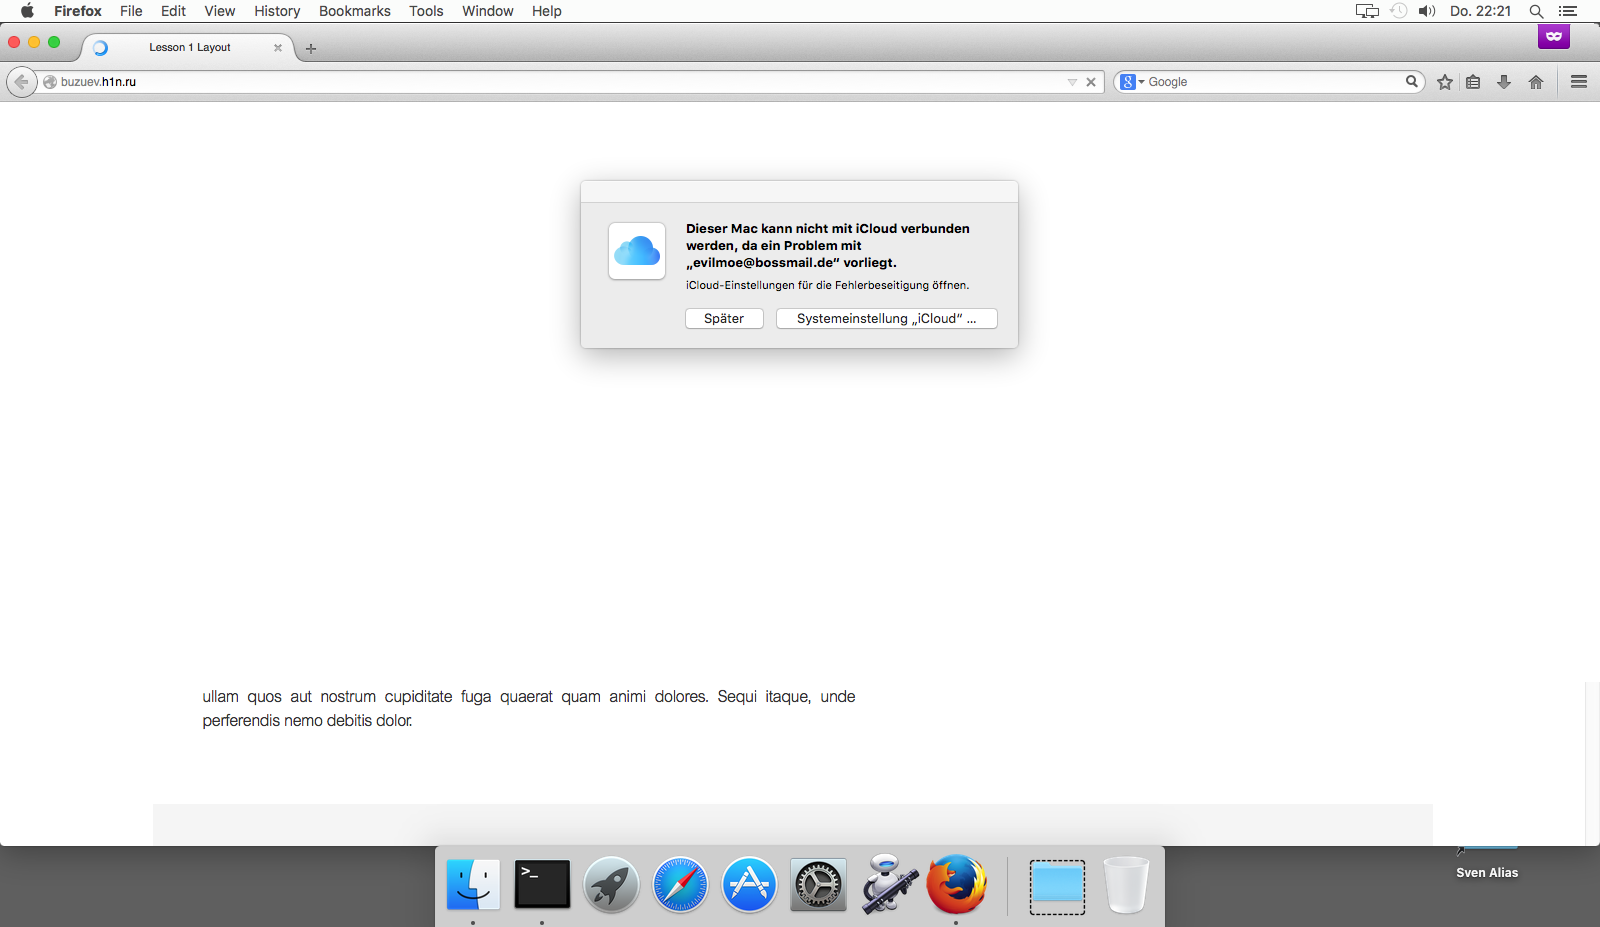 Firefox File Edit View History Bookmarks Tools Window Help Do. 22:21
Lesson 1 Layout
buzuev.h1n.ru
8 Google
Dieser Mac kann nicht mit iCloud verbunden
werden, da ein Problem mit
„evilmoe@bossmail.de“ vorliegt.
iCloud-Einstellungen für die Fehlerbeseitigung öffnen.
Später Systemeinstellung „iCloud“ ...
ullam quos aut nostrum cupiditate fuga quaerat quam animi dolores. Sequi itaque, unde
perferendis nemo debitis dolor.
>_
Sven Alias